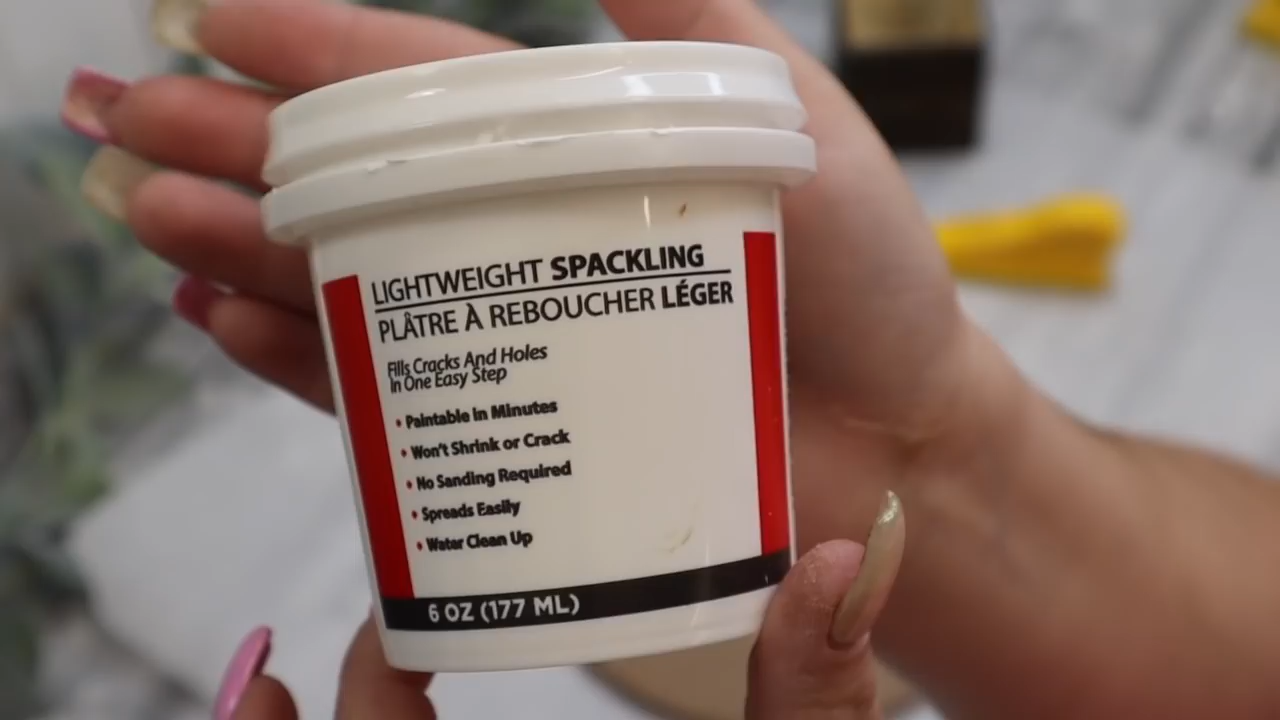 LIGHTWEIGHT SPACKLING
PLÂTRE À REBOUCHER LÉGER
Fills Cracks And Holes
In One Easy Step
• Paintable in Minutes
• Won't Shrink or Crack
• No Sanding Required
• Spreads Easily
• Water Clean Up
6 OZ (177 ML)